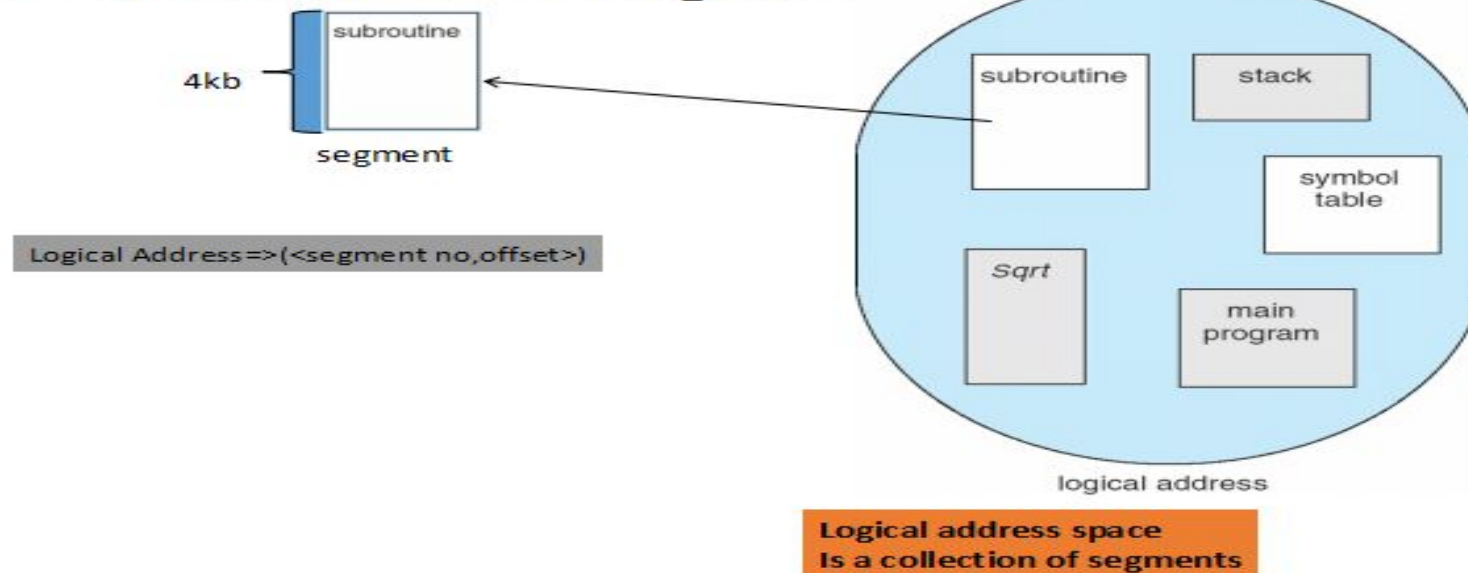 subroutine
4kb
segment
Logical Address=>(<segment no,offset>)
subroutine
stack
symbol
table
Sqrt
main
program
logical address
Logical address space
Is a collection of segments